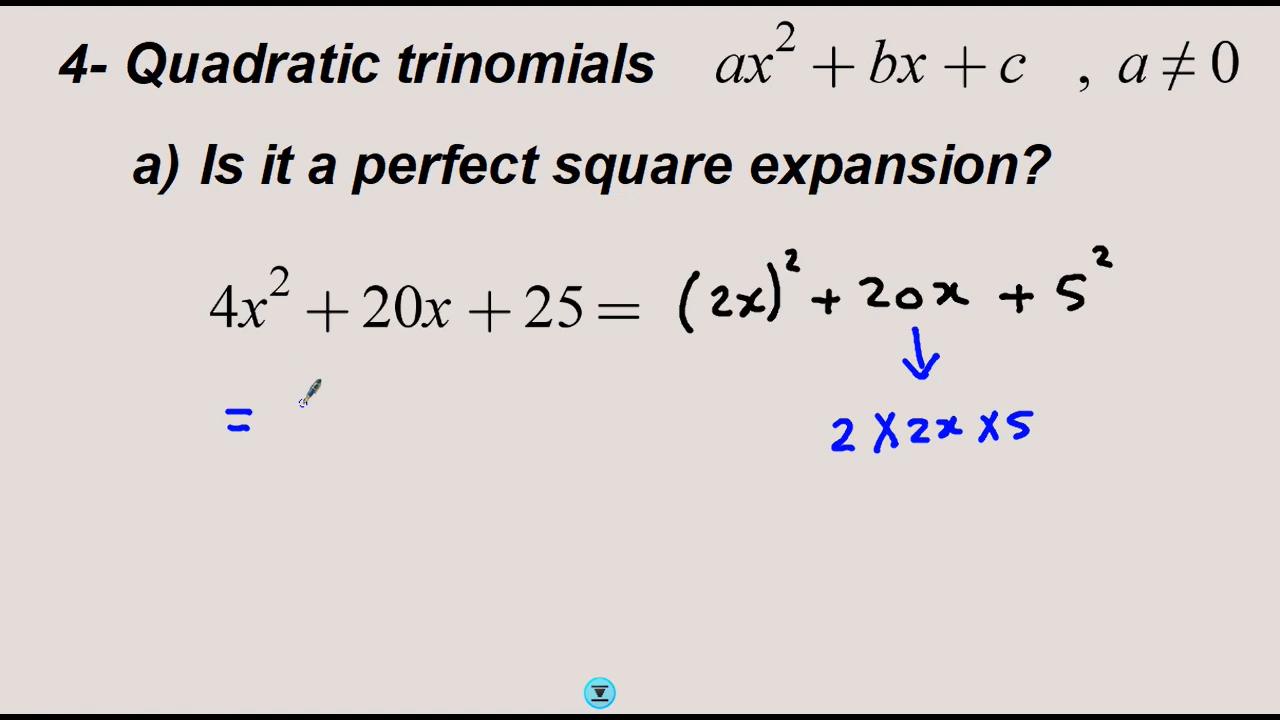 4- Quadratic trinomials ax² + bx + c , a ≠ 0
a) Is it a perfect square expansion?
4x² + 20x + 25 = (2x)² + 20x + 5²
↓
= 2 × 2x × 5